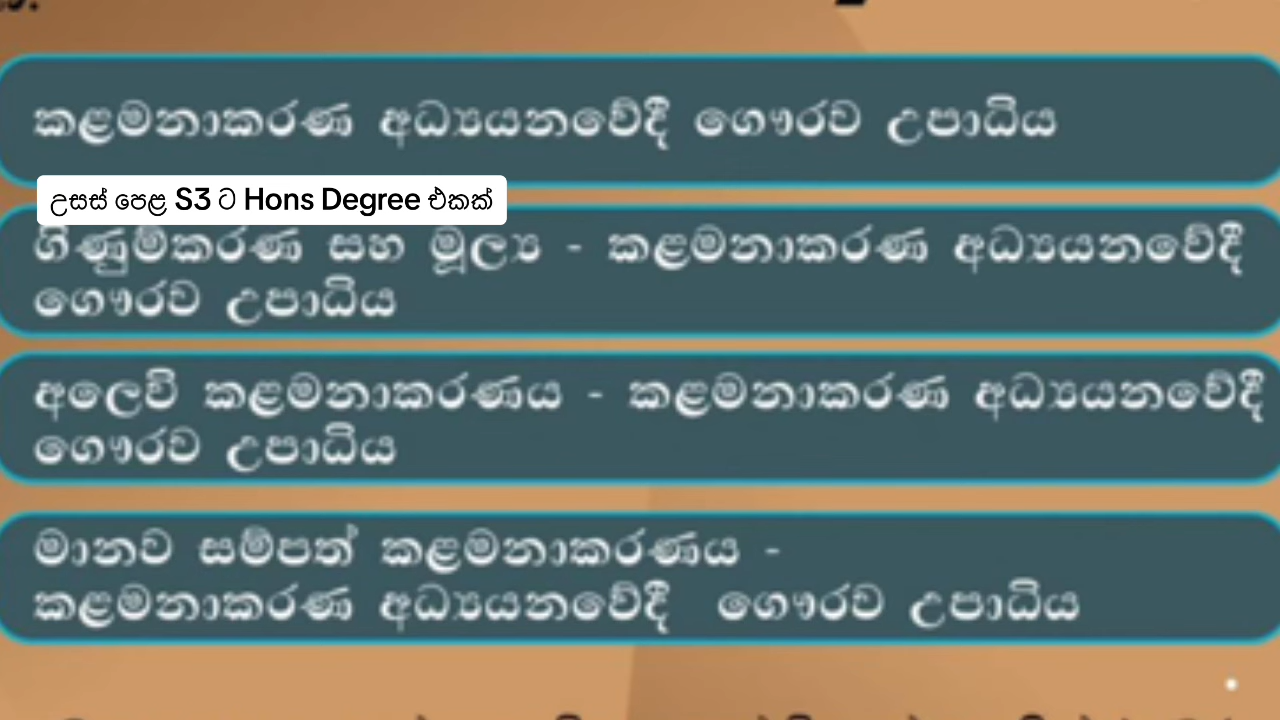 කළමනාකරණ අධ්‍යයනවේදී ගෞරව උපාධිය
උසස් පෙළ S3 ට Hons Degree එකක්
ගිණුම්කරණ සහ මූල්‍ය - කළමනාකරණ අධ්‍යයනවේදී
ගෞරව උපාධිය
අලෙවි කළමනාකරණය - කළමනාකරණ අධ්‍යයනවේදී
ගෞරව උපාධිය
මානව සම්පත් කළමනාකරණය -
කළමනාකරණ අධ්‍යයනවේදී ගෞරව උපාධිය